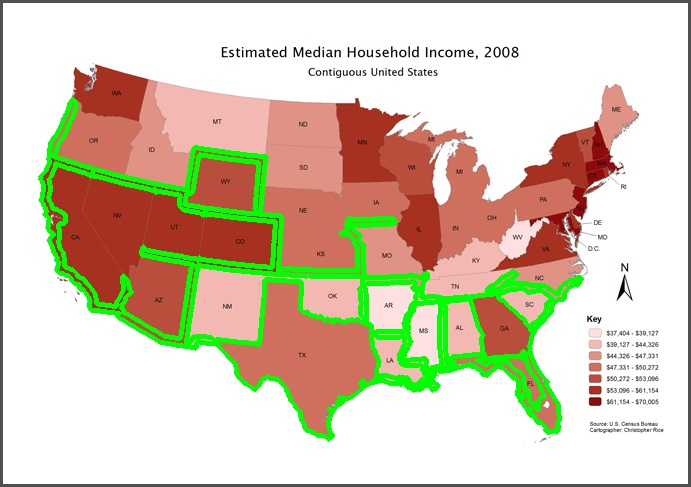 Estimated Median Household Income, 2008
Contiguous United States
WA
MT
ND
MN
ME
OR
ID
SD
WI
MI
VT
NH
NY
MA
CT
RI
WY
IA
MI
PA
NJ
NE
IL
IN
OH
NV
UT
CO
CA
KS
MO
WV
VA
KY
DE
MD
D.C.
AZ
NM
OK
AR
TN
NC
SC
TX
LA
MS
AL
GA
FL
N
Key
$37,404 - $39,127
$39,127 - $44,326
$44,326 - $47,331
$47,331 - $50,272
$50,272 - $53,096
$53,096 - $61,154
$61,154 - $70,005
Source: U.S. Census Bureau
Cartographer: Christopher Rice